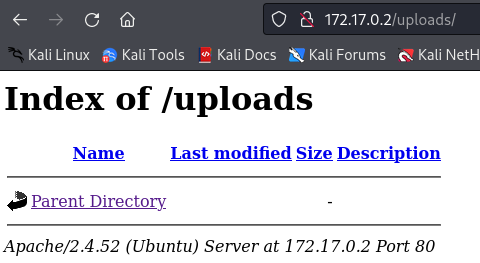 172.17.0.2/uploads/
Kali Linux Kali Tools Kali Docs Kali Forums Kali NetH
Index of /uploads
Name Last modified Size Description
Parent Directory -
Apache/2.4.52 (Ubuntu) Server at 172.17.0.2 Port 80